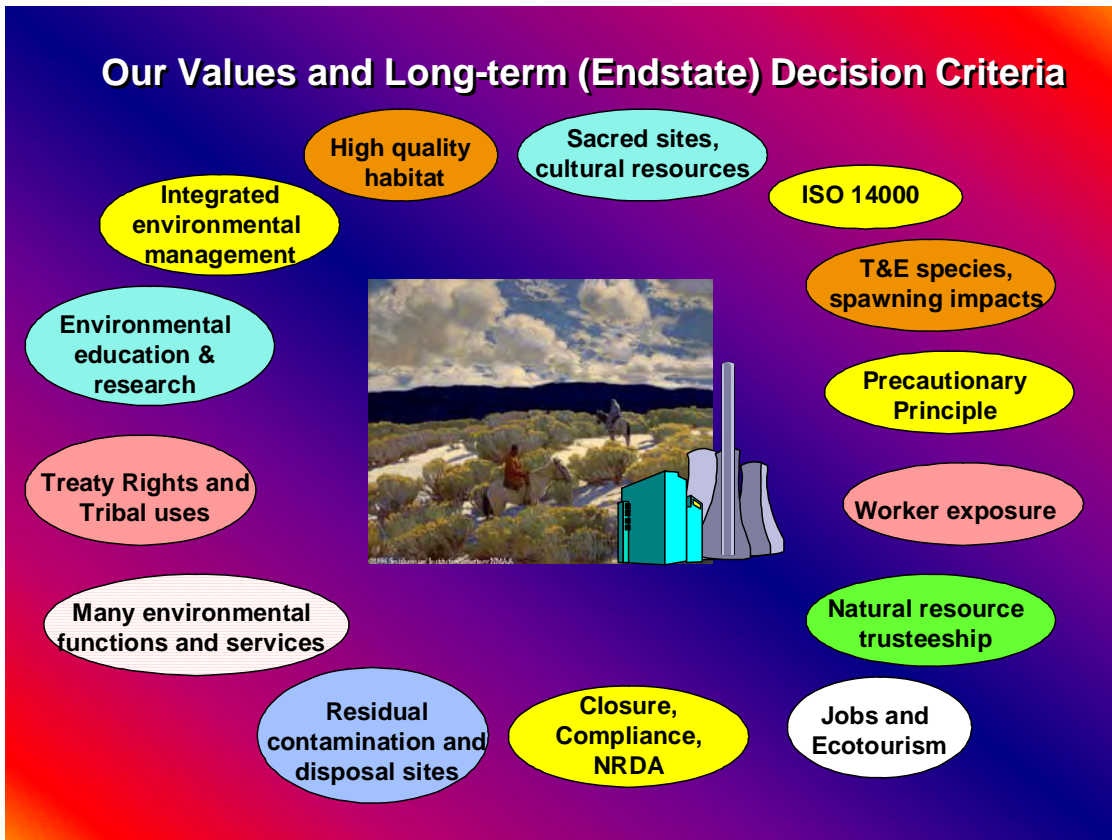 Our Values and Long-term (Endstate) Decision Criteria
High quality
habitat
Sacred sites,
cultural resources
ISO 14000
Integrated
environmental
management
T&E species,
spawning impacts
Environmental
education &
research
Precautionary
Principle
Treaty Rights and
Tribal uses
Worker exposure
Many environmental
functions and services
Natural resource
trusteeship
Residual
contamination and
disposal sites
Closure,
Compliance,
NRDA
Jobs and
Ecotourism